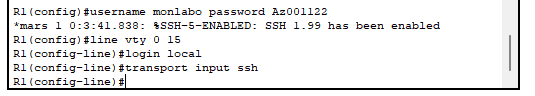 R1(config)#username monlabo password Az001122
*mars 1 0:3:41.838: %SSH-5-ENABLED: SSH 1.99 has been enabled
R1(config)#line vty 0 15
R1(config-line)#login local
R1(config-line)#transport input ssh
R1(config-line)#